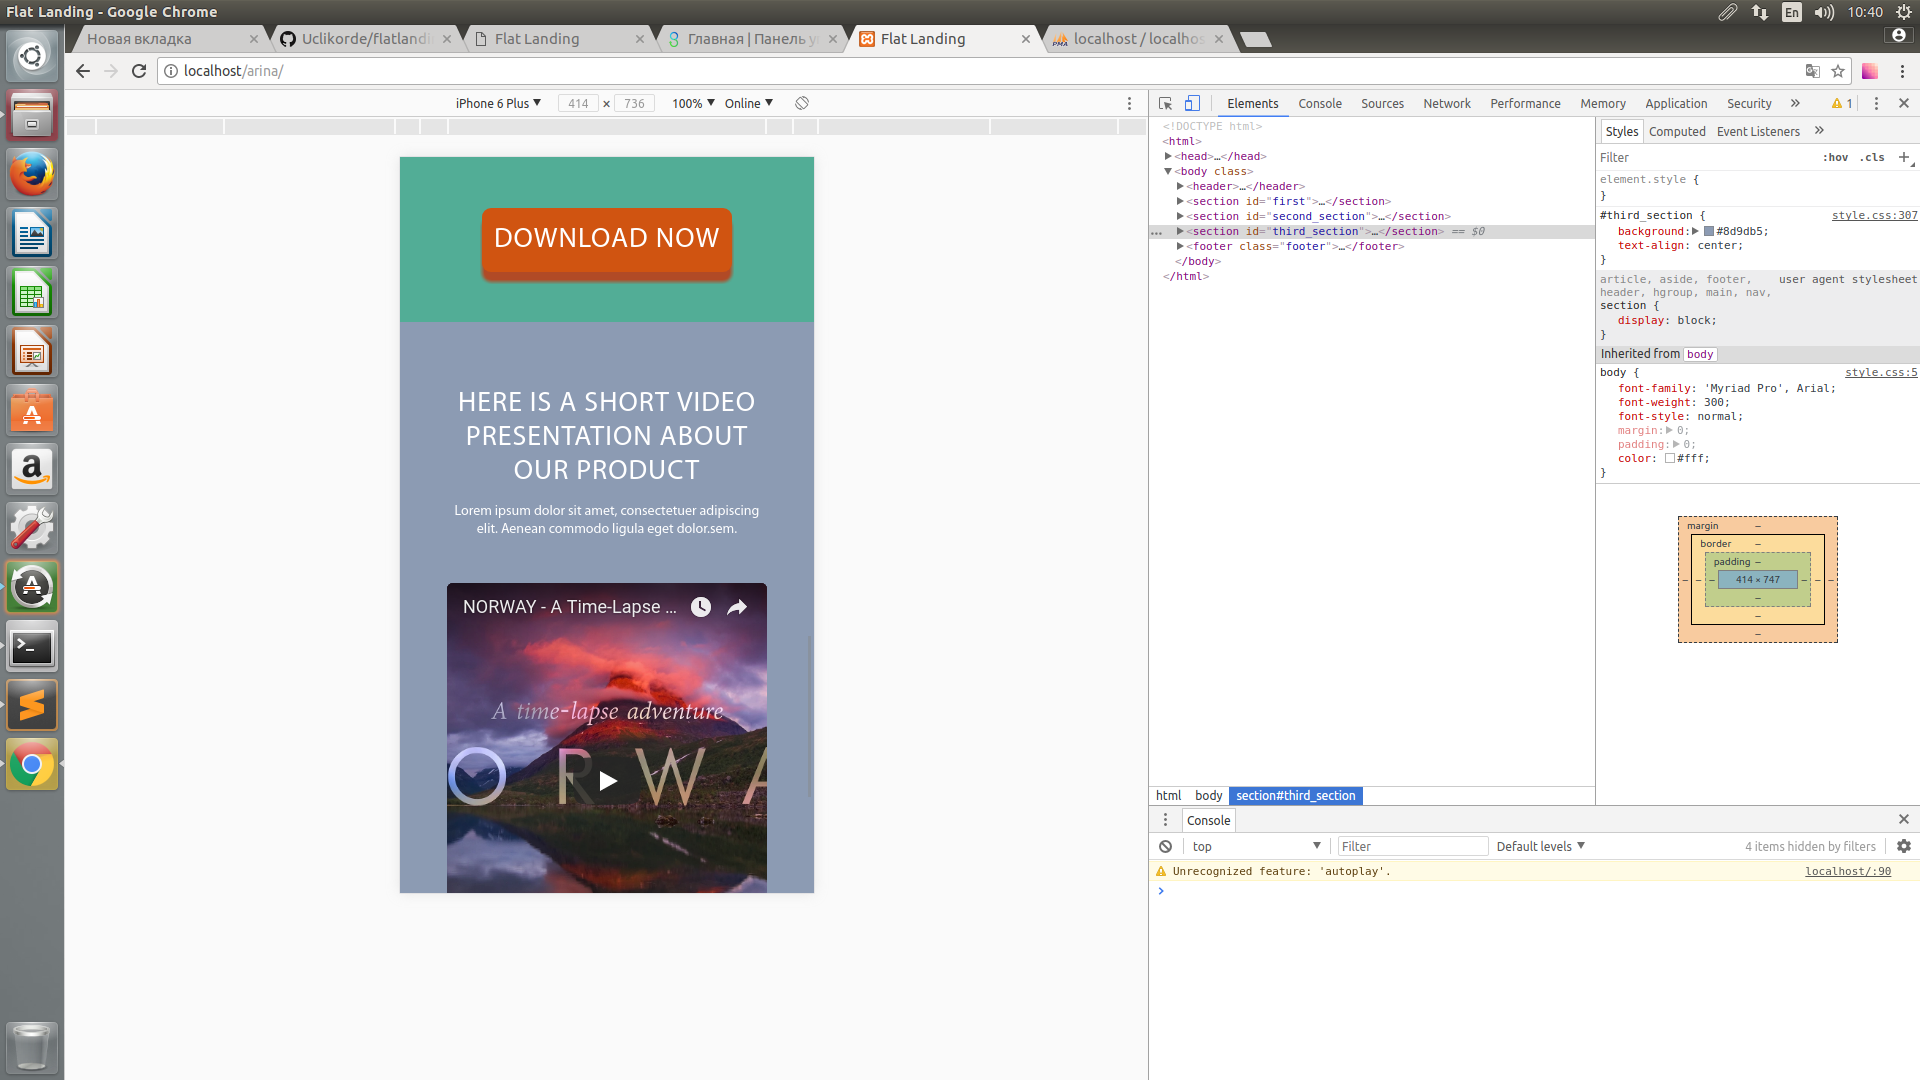 Flat Landing - Google Chrome
En
10:40
Новая вкладка
Uclikorde/flatlandi
Flat Landing
Главная | Панель у
Flat Landing
PMA
localhost / localhos
localhost/arina/
iPhone 6 Plus
414 × 736
100%
Online
Elements
Console
Sources
Network
Performance
Memory
Application
Security
1
<!DOCTYPE html>
<html>
<head>…</head>
<body class>
<header>…</header>
<section id="first">…</section>
<section id="second_section">…</section>
… <section id="third_section">…</section> == $0
<footer class="footer">…</footer>
</body>
</html>
html body section#third_section
Styles Computed Event Listeners
Filter :hov .cls +
element.style {
}
#third_section { style.css:307
background: #8d9db5;
text-align: center;
}
article, aside, footer, user agent stylesheet
header, hgroup, main, nav,
section {
display: block;
}
Inherited from body
body { style.css:5
font-family: 'Myriad Pro', Arial;
font-weight: 300;
font-style: normal;
margin: 0;
padding: 0;
color: #fff;
}
margin –
border –
padding –
– – – 414 × 747 – – –
–
–
–
DOWNLOAD NOW
HERE IS A SHORT VIDEO
PRESENTATION ABOUT
OUR PRODUCT
Lorem ipsum dolor sit amet, consectetuer adipiscing
elit. Aenean commodo ligula eget dolor.sem.
NORWAY - A Time-Lapse ...
A time-lapse adventure
O R W A
Console
top
Filter
Default levels
4 items hidden by filters
Unrecognized feature: 'autoplay'. localhost/:90